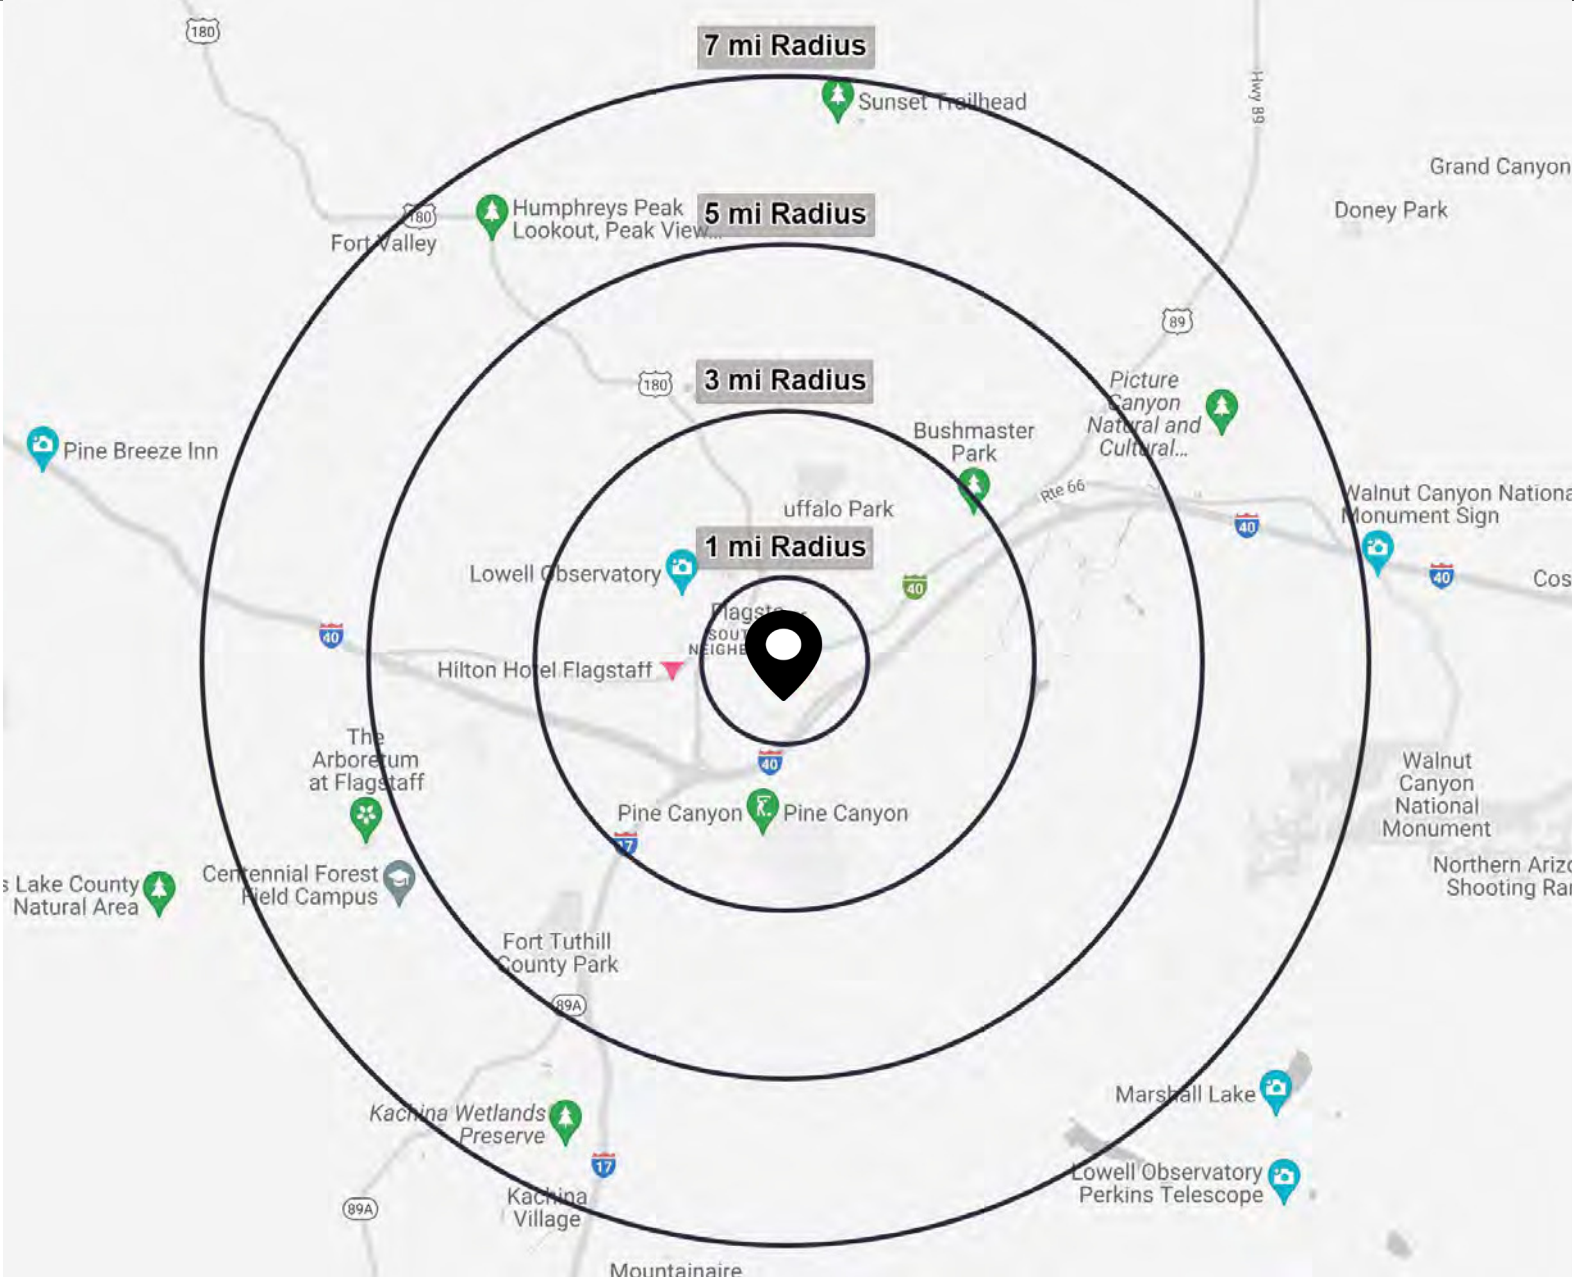 180
7 mi Radius
Sunset Trailhead
Hwy 89
Grand Canyon
Doney Park
180
Humphreys Peak
Lookout, Peak View...
5 mi Radius
Fort Valley
89
180
3 mi Radius
Picture
Canyon
Natural and
Cultural...
Bushmaster
Park
Pine Breeze Inn
Rte 66
Walnut Canyon Nationa
Monument Sign
uffalo Park
40
1 mi Radius
Lowell Observatory
40
40
Cos
Flagst
SOUT
NEIGHB
40
Hilton Hotel Flagstaff
The
Arboretum
at Flagstaff
40
Walnut
Canyon
National
Monument
Pine Canyon
Pine Canyon
17
Northern Arizo
Shooting Ra
s Lake County
Natural Area
Centennial Forest
Field Campus
Fort Tuthill
County Park
89A
Marshall Lake
Kachina Wetlands
Preserve
17
Lowell Observatory
Perkins Telescope
89A
Kachina
Village
Mountainaire